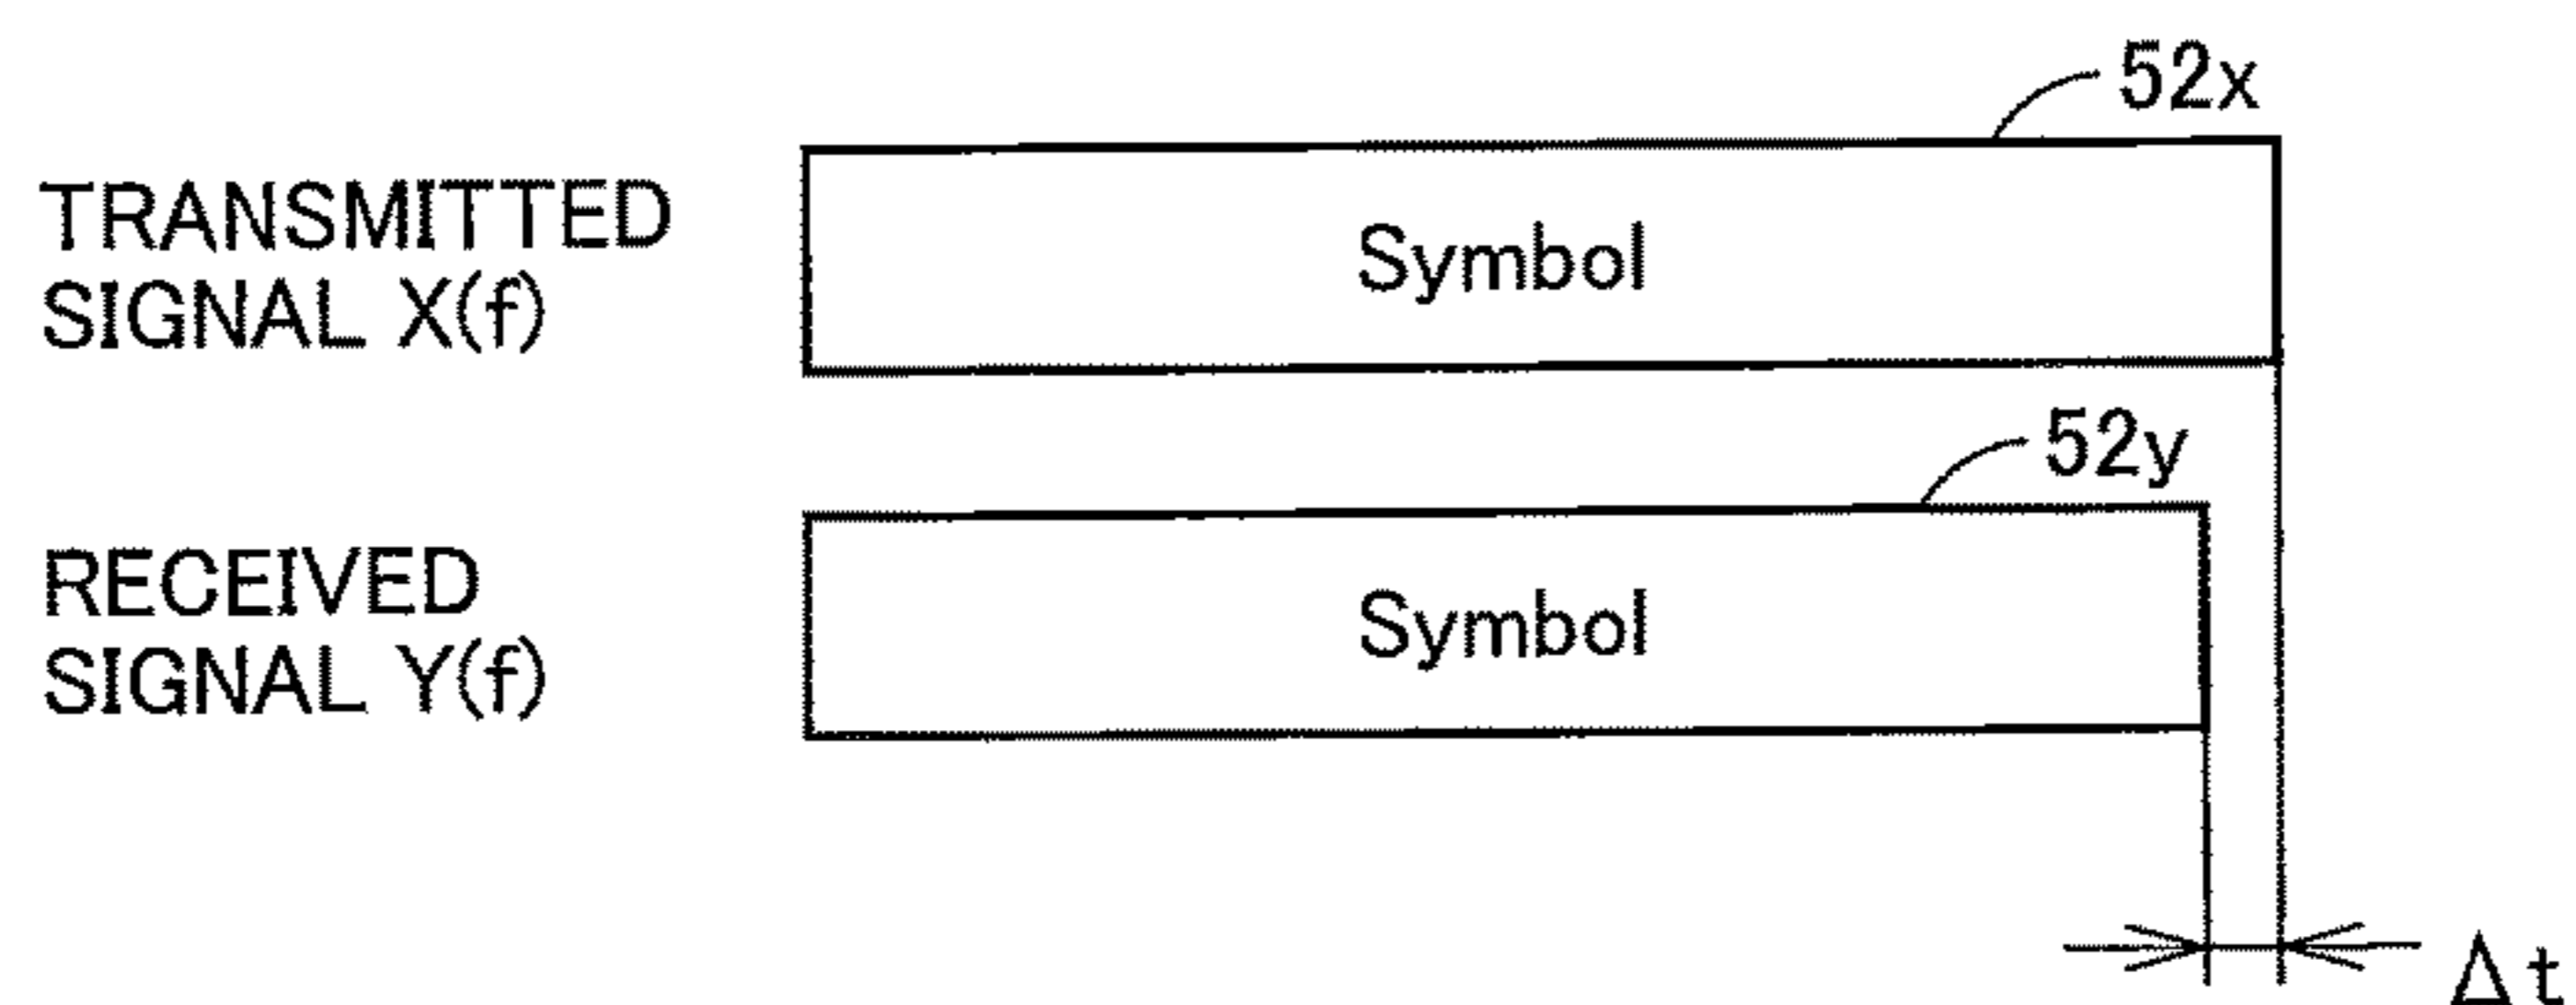 52x
TRANSMITTED
SIGNAL X(f)
Symbol
52y
RECEIVED
SIGNAL Y(f)
Symbol
Δt